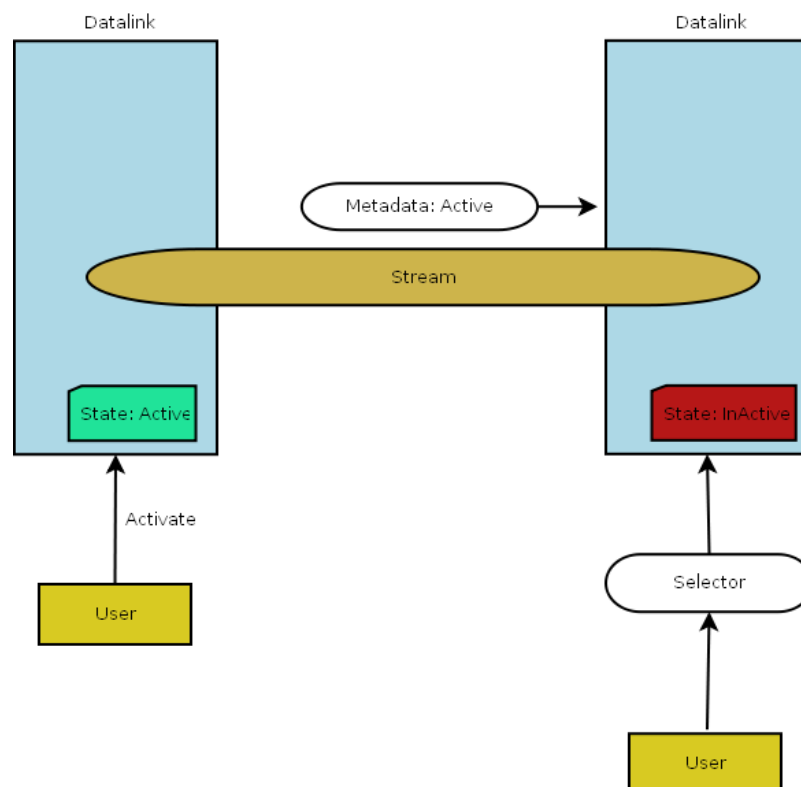 Datalink
Datalink
Metadata: Active
Stream
State: Active
State: InActive
Activate
Selector
User
User